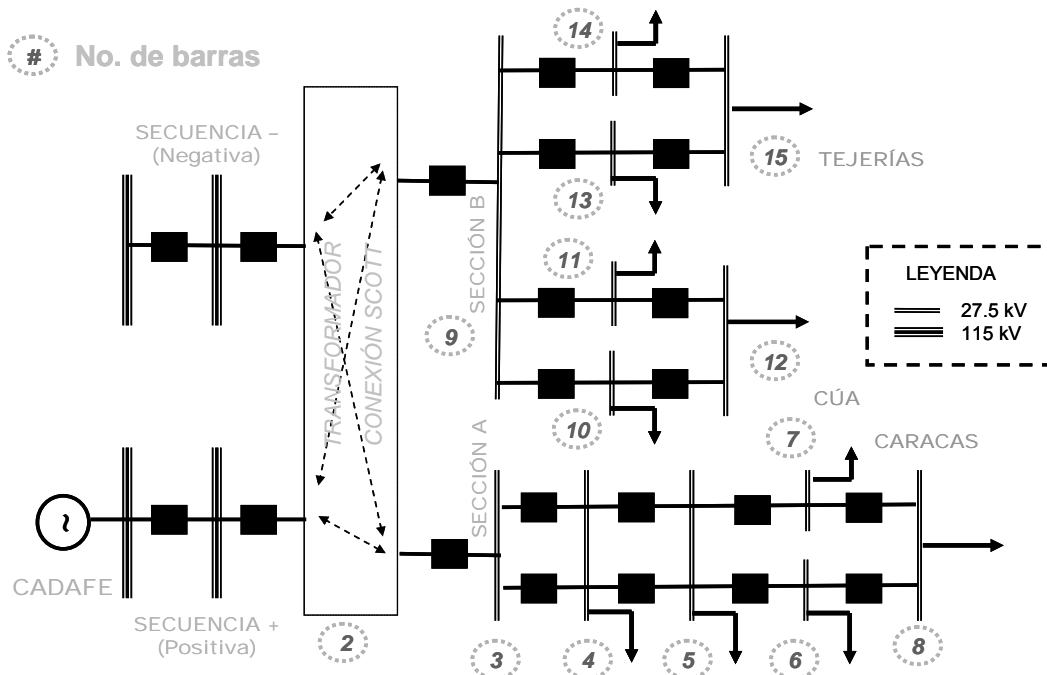 # No. de barras
SECUENCIA –
(Negativa)
TRANSFORMADOR
CONEXIÓN SCOTT
SECCIÓN B
SECCIÓN A
14
13
15 TEJERÍAS
11
9
12
10
CÚA
LEYENDA
27.5 kV
115 kV
7
CARACAS
~
CADAFE
SECUENCIA +
(Positiva)
2
3
4
5
6
8